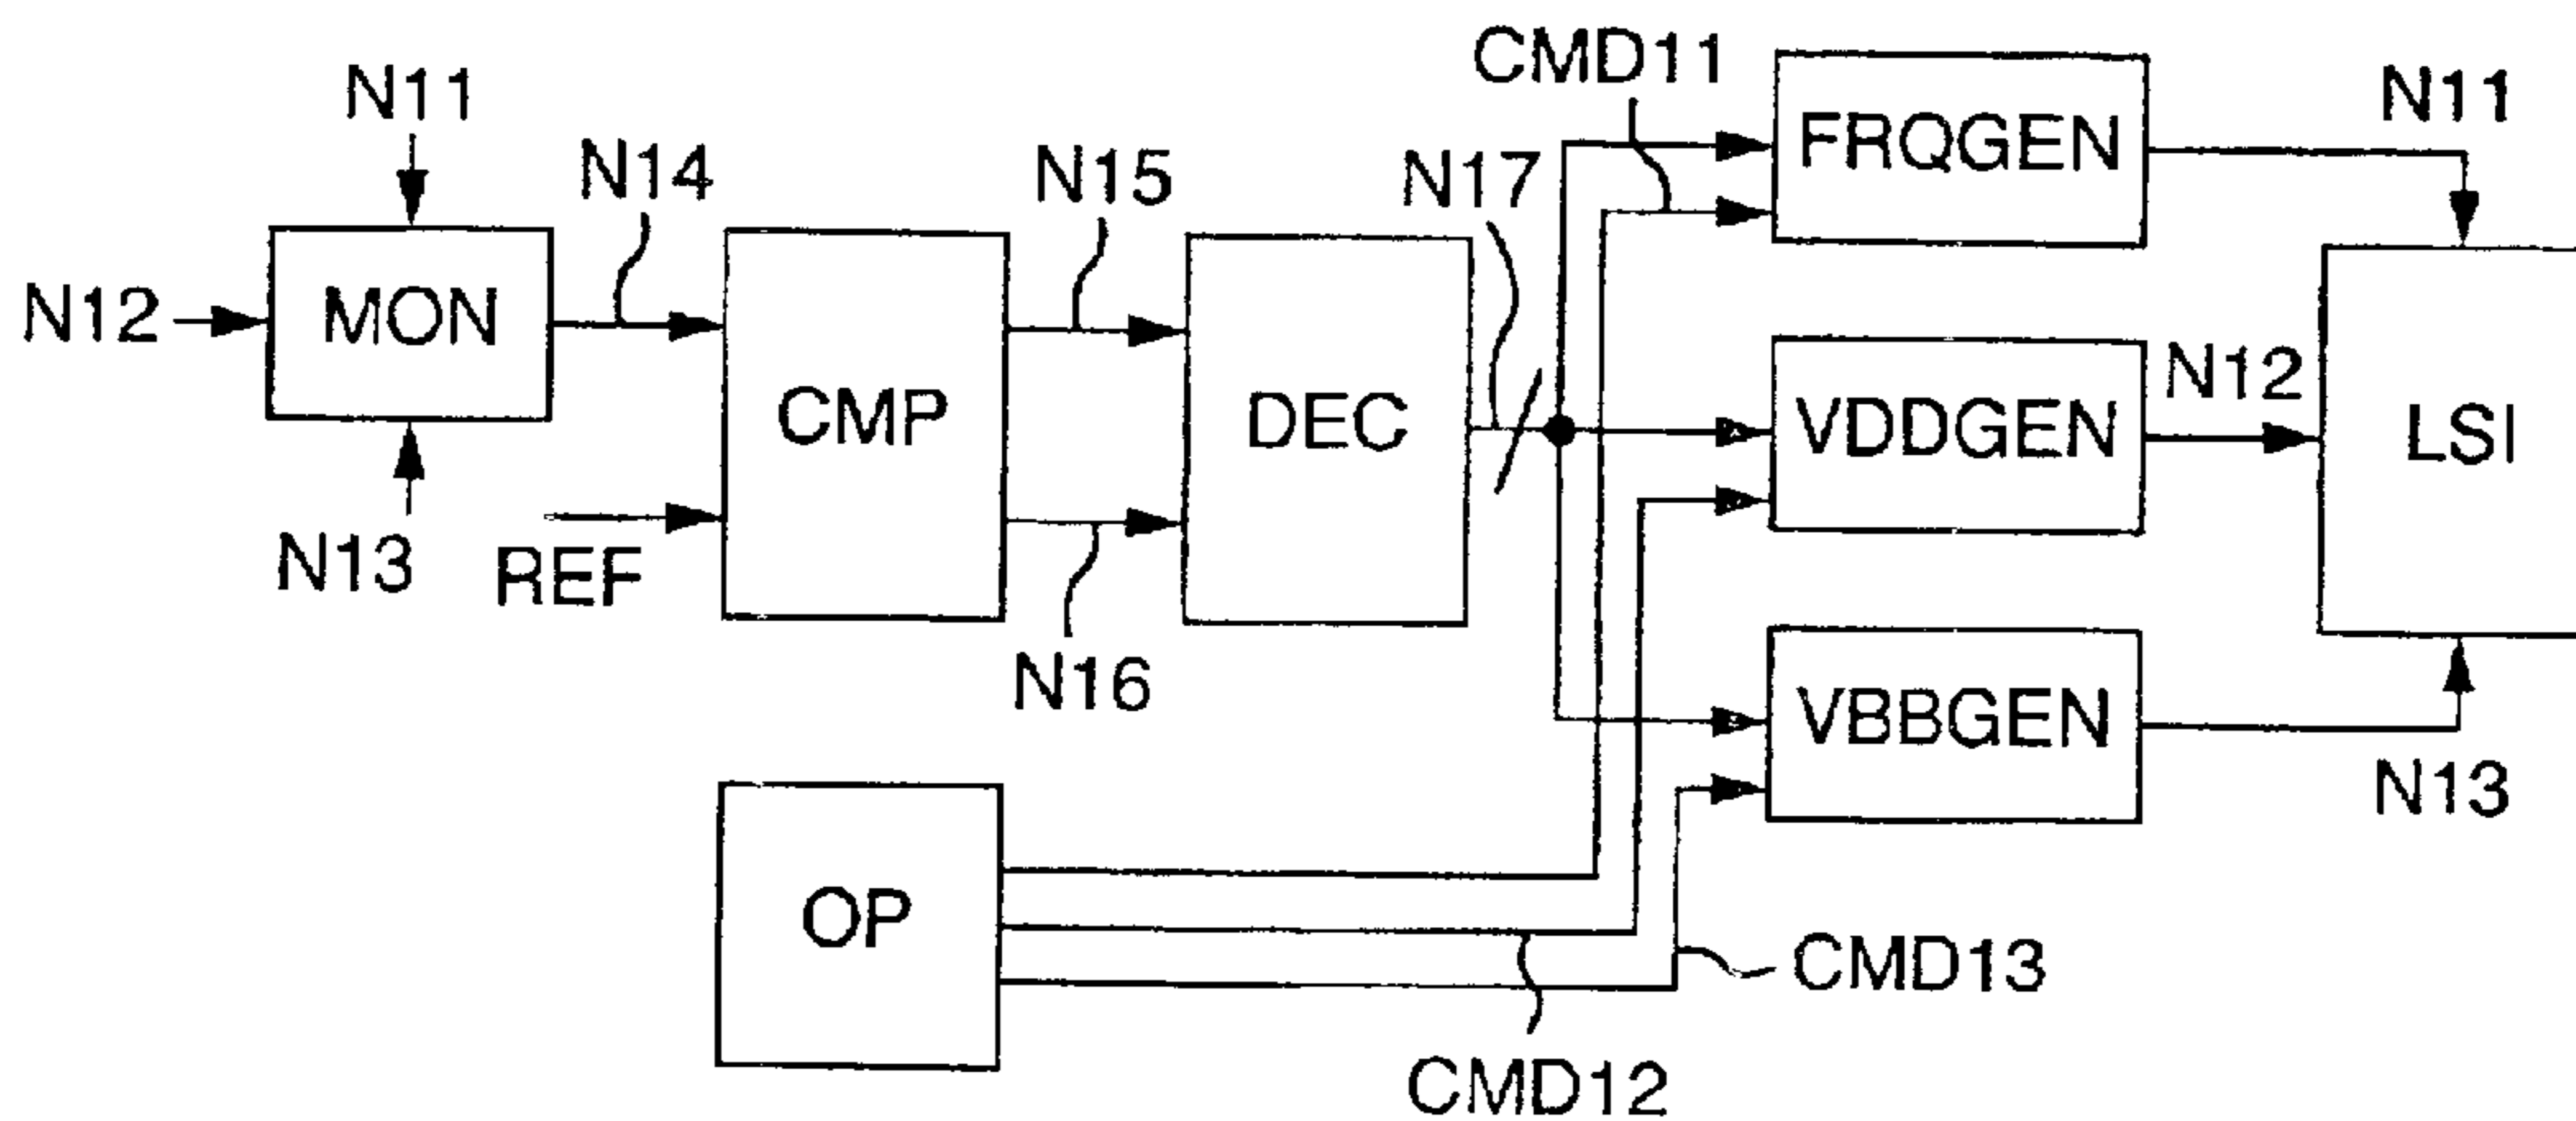 CMD11
N11
N11
FRQGEN
N14
N15
N17
N12
MON
VDDGEN
N12
CMP
DEC
LSI
N13
REF
N16
VBBGEN
N13
OP
CMD13
CMD12